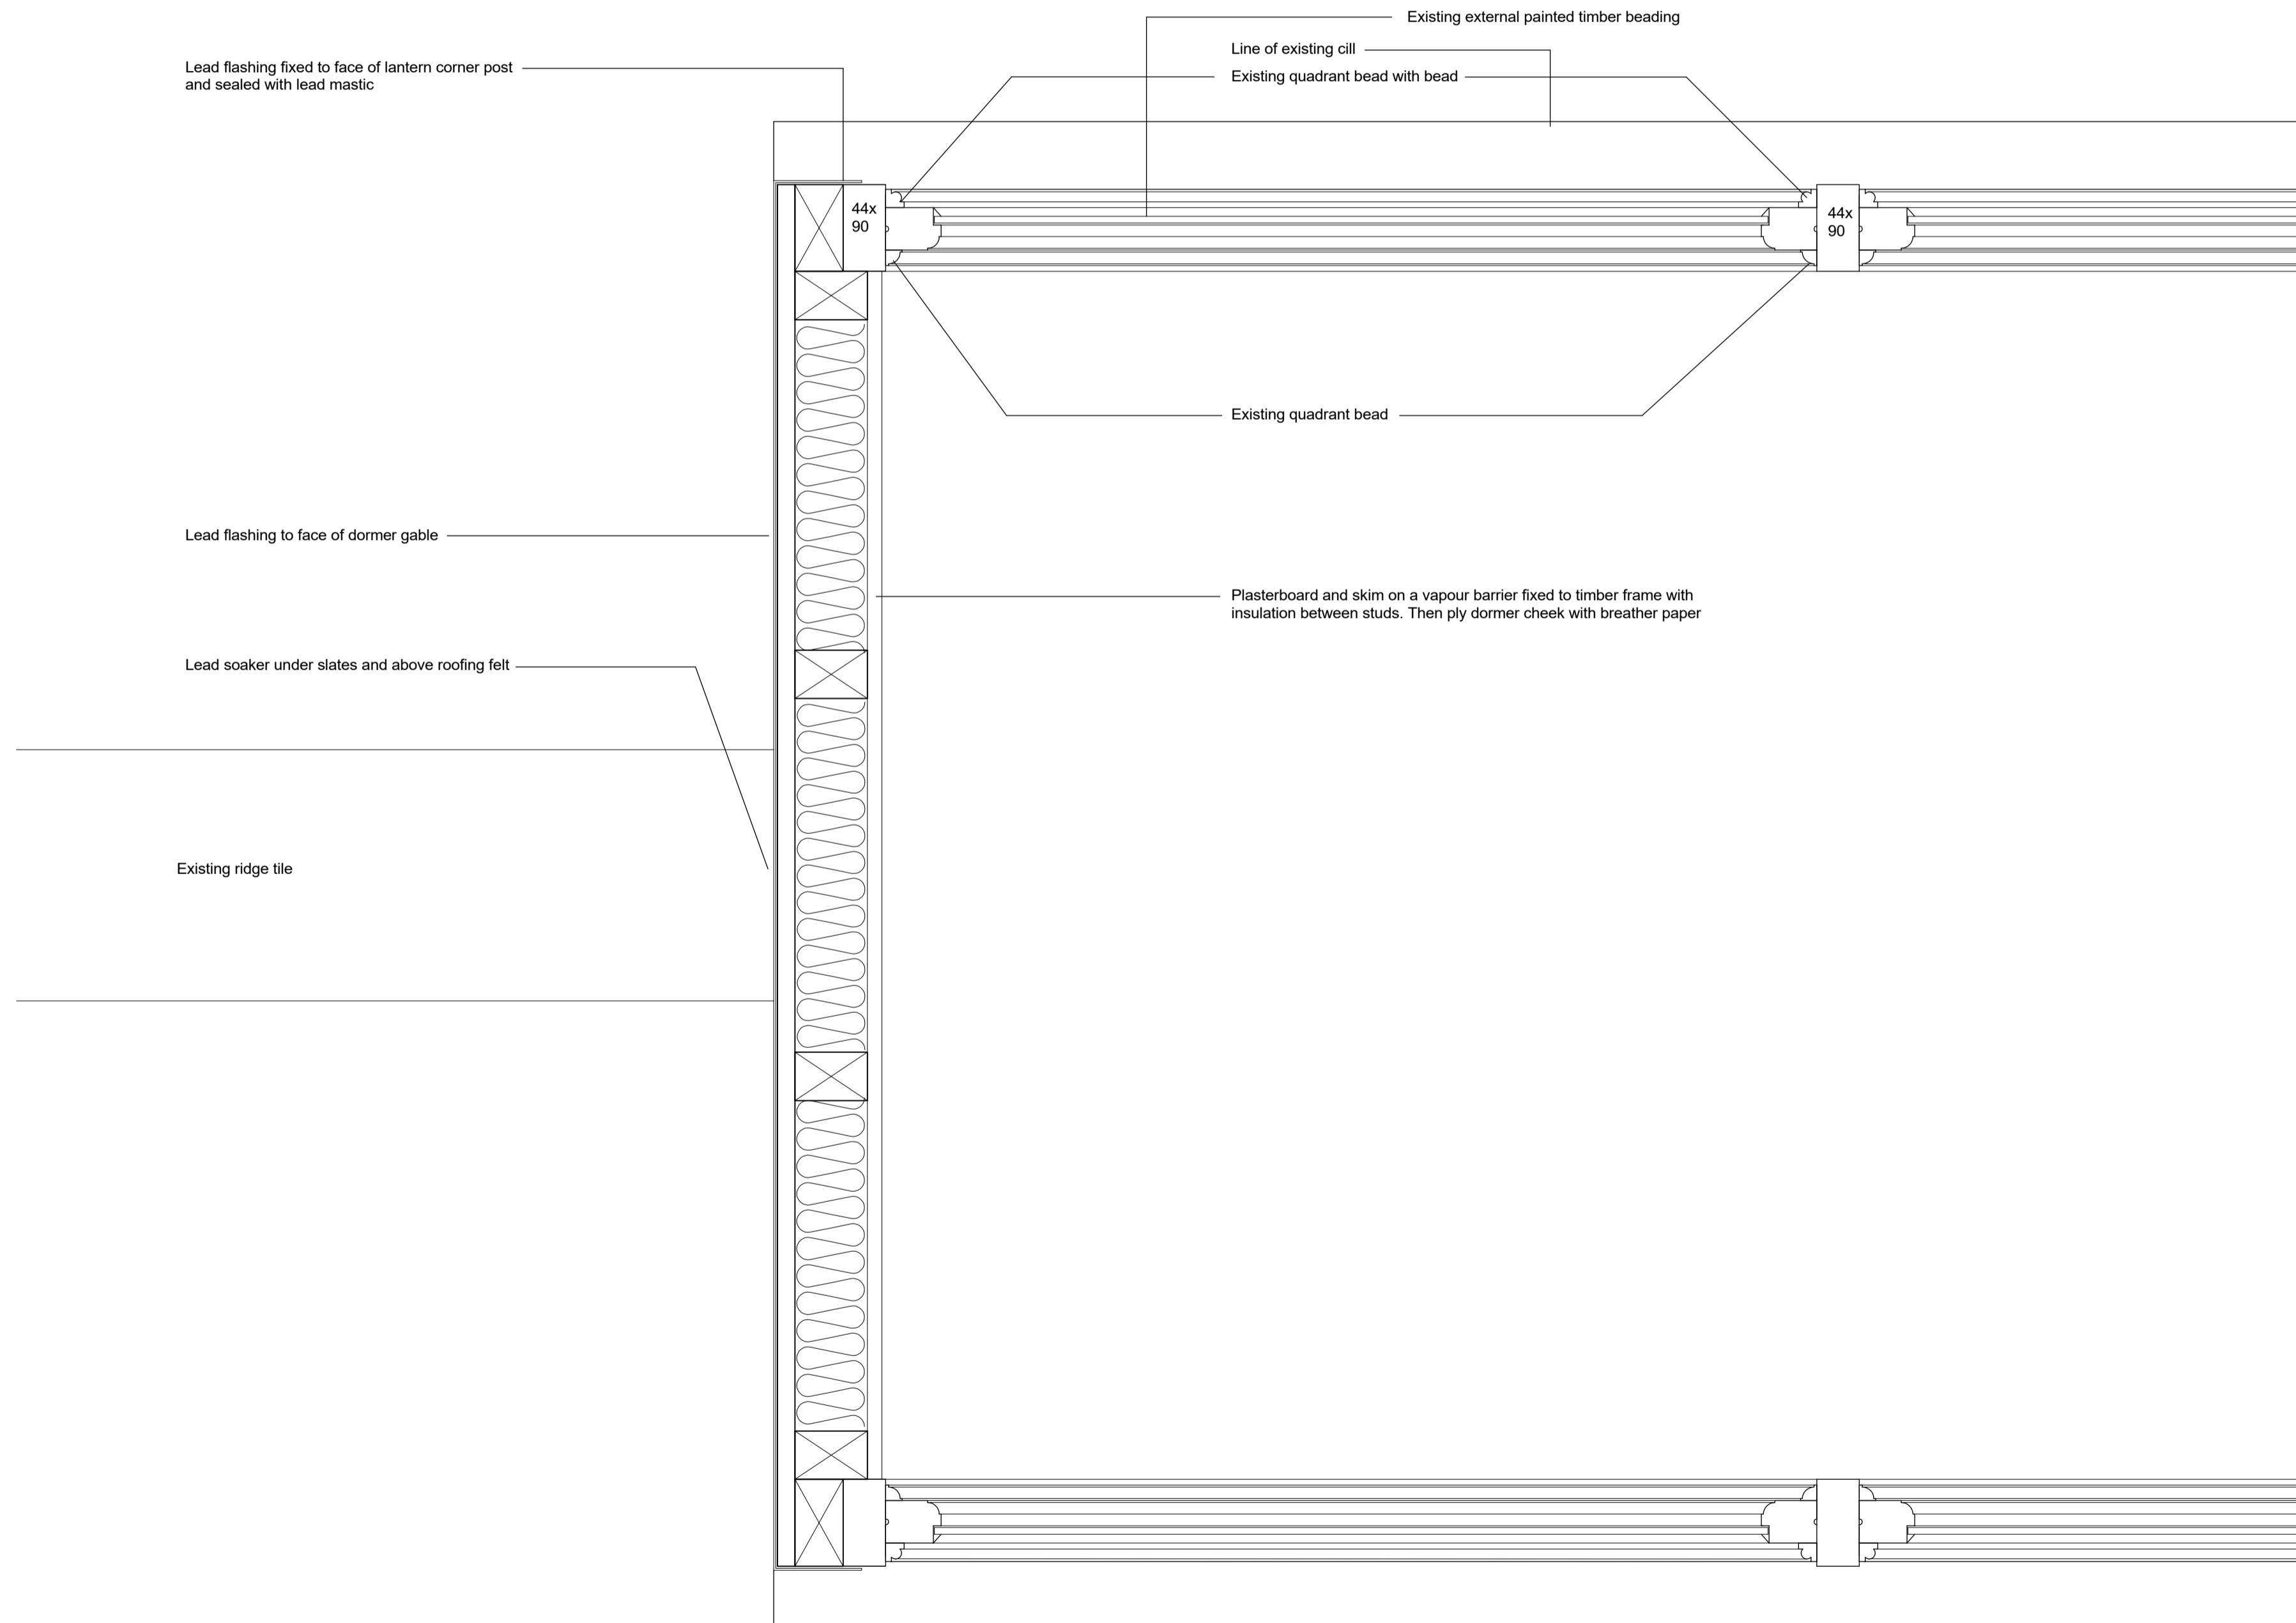 Existing external painted timber beading
Line of existing cill
Lead flashing fixed to face of lantern corner post
and sealed with lead mastic
Existing quadrant bead with bead
44x
90
44x
90
Existing quadrant bead
Lead flashing to face of dormer gable
Plasterboard and skim on a vapour barrier fixed to timber frame with
insulation between studs. Then ply dormer cheek with breather paper
Lead soaker under slates and above roofing felt
Existing ridge tile